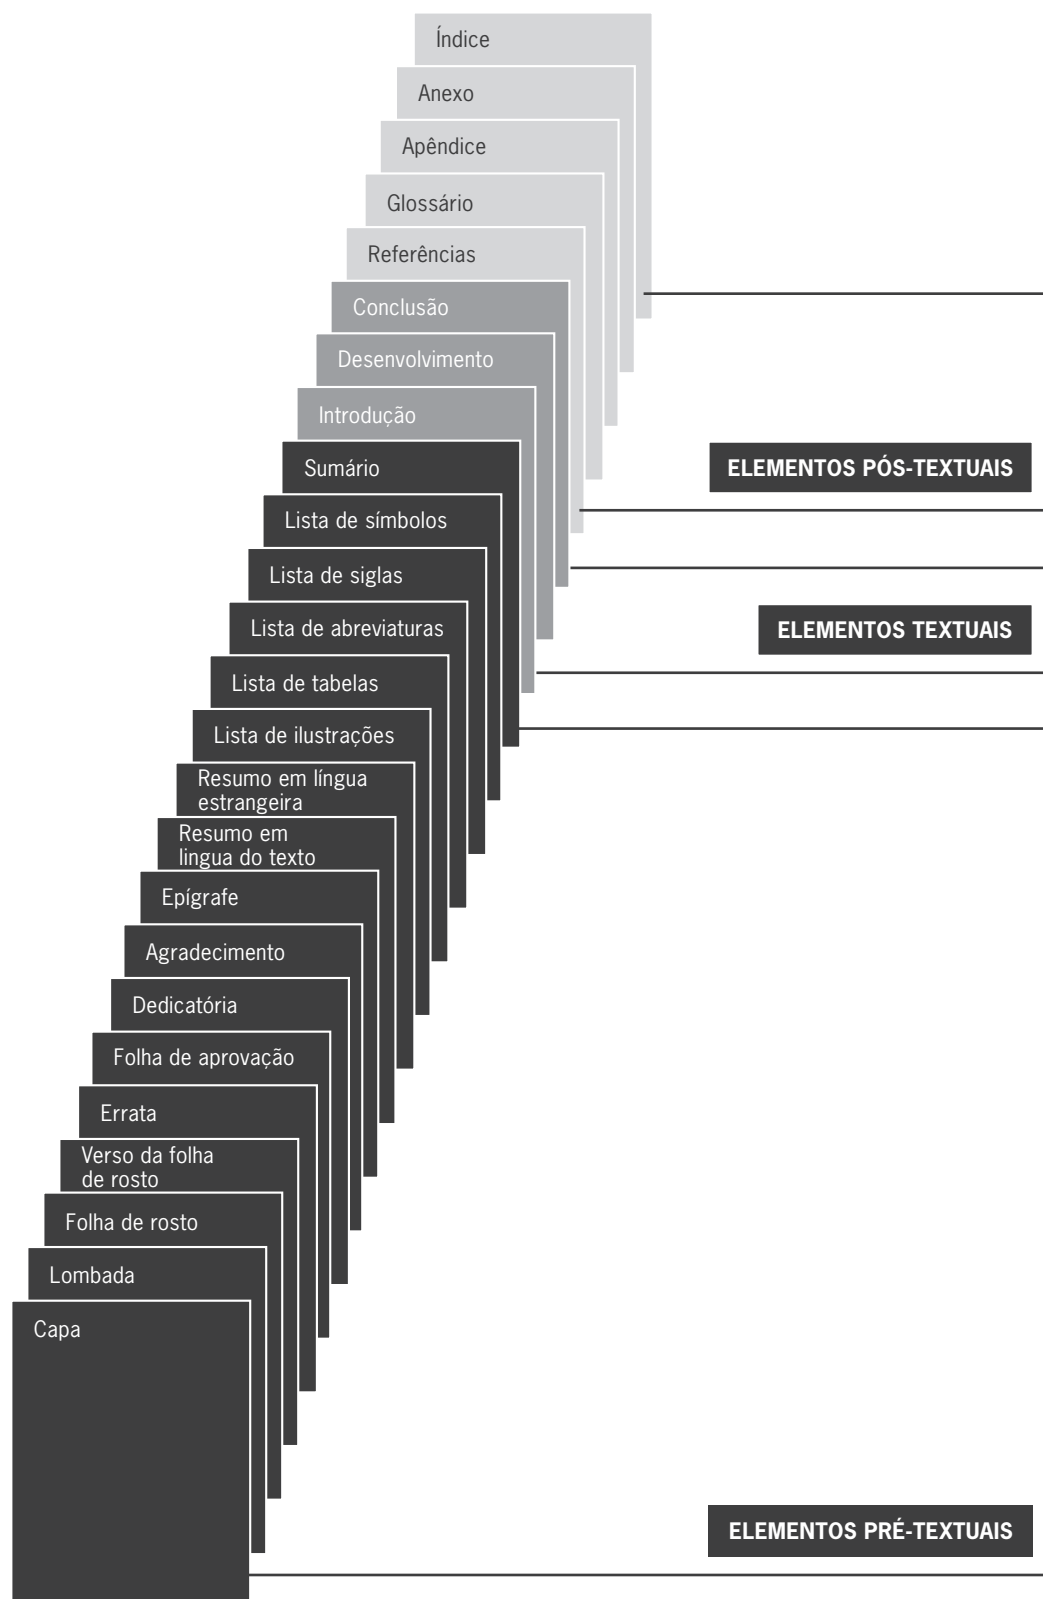 Índice
Anexo
Apêndice
Glossário
Referências
Conclusão
Desenvolvimento
Introdução
Sumário
ELEMENTOS PÓS-TEXTUAIS
Lista de símbolos
Lista de siglas
Lista de abreviaturas
ELEMENTOS TEXTUAIS
Lista de tabelas
Lista de ilustrações
Resumo em língua
estrangeira
Resumo em
lingua do texto
Epígrafe
Agradecimento
Dedicatória
Folha de aprovação
Errata
Verso da folha
de rosto
Folha de rosto
Lombada
Capa
ELEMENTOS PRÉ-TEXTUAIS